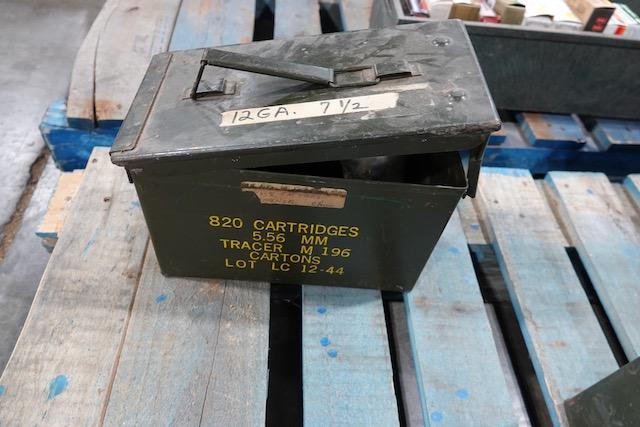 12GA. 7 1/2
820 CARTRIDGES
5.56 MM
TRACER M 196
CARTONS
LOT LC 12-44